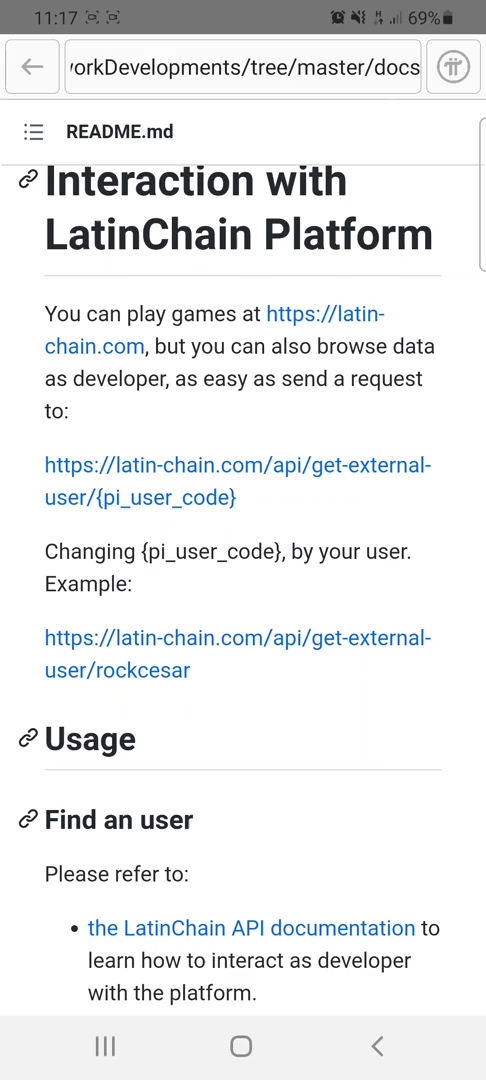 11:17
69%
orkDevelopments/tree/master/docs
README.md
Interaction with
LatinChain Platform
You can play games at https://latin-
chain.com, but you can also browse data
as developer, as easy as send a request
to:
https://latin-chain.com/api/get-external-
user/{pi_user_code}
Changing {pi_user_code}, by your user.
Example:
https://latin-chain.com/api/get-external-
user/rockcesar
Usage
Find an user
Please refer to:
• the LatinChain API documentation to
learn how to interact as developer
with the platform.